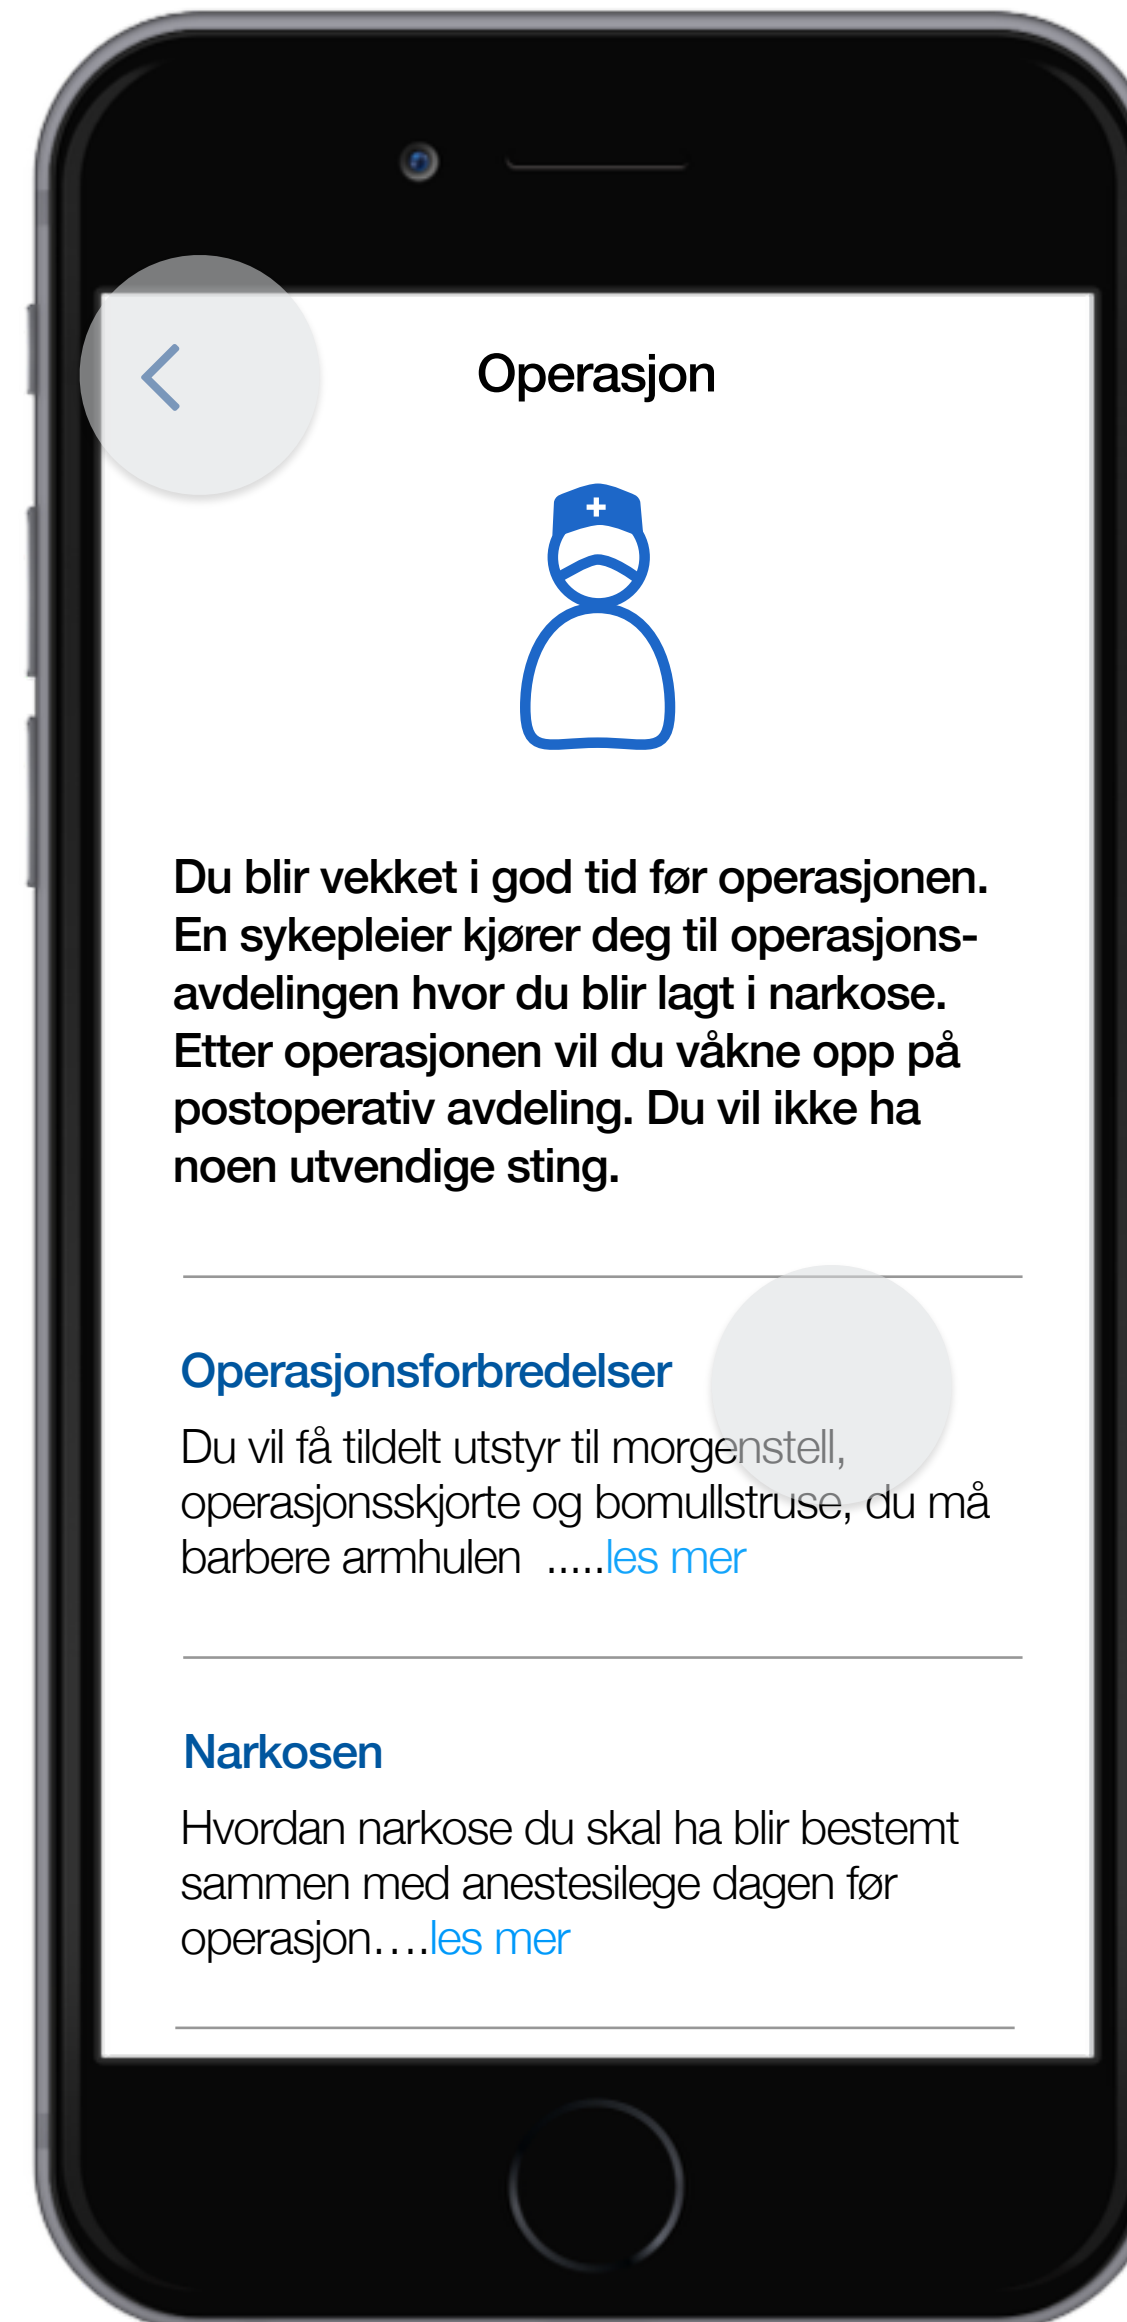 Operasjon
Du blir vekket i god tid før operasjonen.
En sykepleier kjører deg til operasjons-
avdelingen hvor du blir lagt i narkose.
Etter operasjonen vil du våkne opp på
postoperativ avdeling. Du vil ikke ha
noen utvendige sting.
Operasjonsforbredelser
Du vil få tildelt utstyr til morgenstell,
operasjonsskjorte og bomullstruse, du må
barbere armhulen .....les mer
Narkosen
Hvordan narkose du skal ha blir bestemt
sammen med anestesilege dagen før
operasjon….les mer